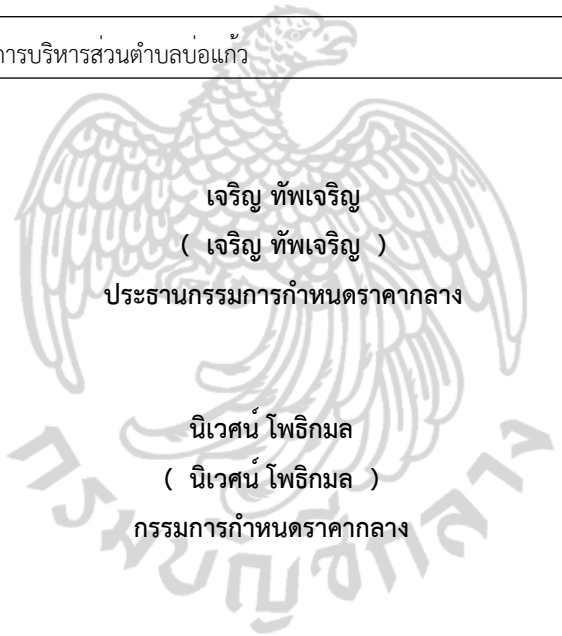 การบริหารส่วนตำบลบ่อแก้ว
เจริญ ทัพเจริญ
( เจริญ ทัพเจริญ )
ประธานกรรมการกำหนดราคากลาง
นิเวศน์ โพธิกมล
( นิเวศน์ โพธิกมล )
กรรมการกำหนดราคากลาง
กรมบัญชีกลาง